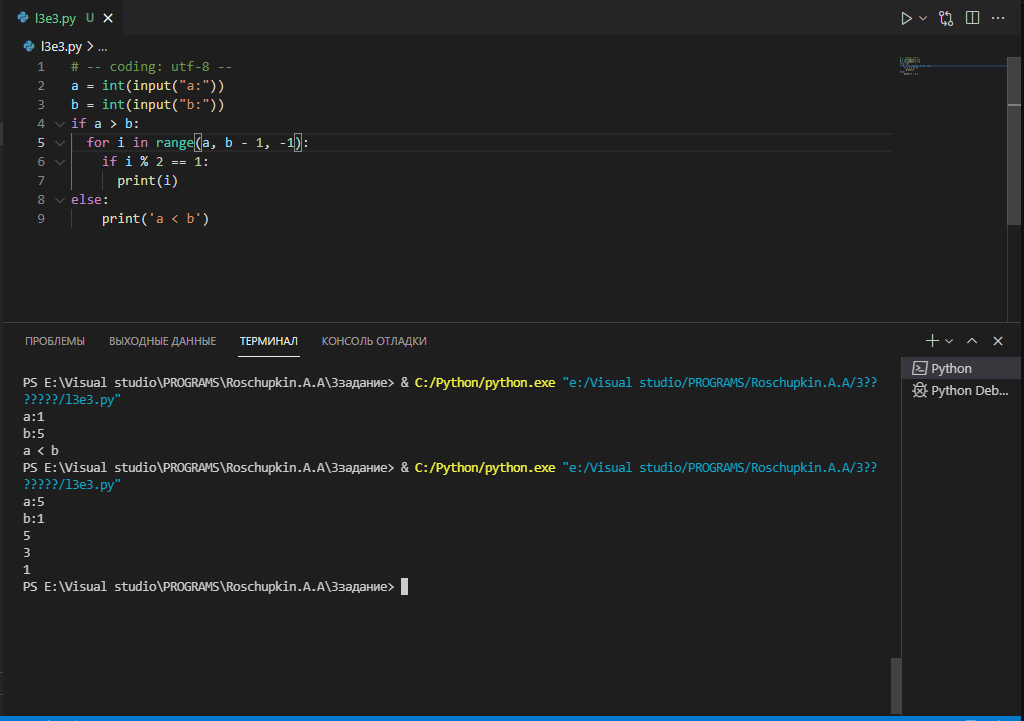 l3e3.py U
l3e3.py > ...
1 # -- coding: utf-8 --
2 a = int(input("a:"))
3 b = int(input("b:"))
4 if a > b:
5 for i in range(a, b - 1, -1):
6 if i % 2 == 1:
7 print(i)
8 else:
9 print('a < b')
ПРОБЛЕМЫ ВЫХОДНЫЕ ДАННЫЕ ТЕРМИНАЛ КОНСОЛЬ ОТЛАДКИ
PS E:\Visual studio\PROGRAMS\Roschupkin.A.A\3задание> & C:/Python/python.exe "e:/Visual studio/PROGRAMS/Roschupkin.A.A/3??
?????/l3e3.py"
a:1
b:5
a < b
PS E:\Visual studio\PROGRAMS\Roschupkin.A.A\3задание> & C:/Python/python.exe "e:/Visual studio/PROGRAMS/Roschupkin.A.A/3??
?????/l3e3.py"
a:5
b:1
5
3
1
PS E:\Visual studio\PROGRAMS\Roschupkin.A.A\3задание>
Python
Python Deb...